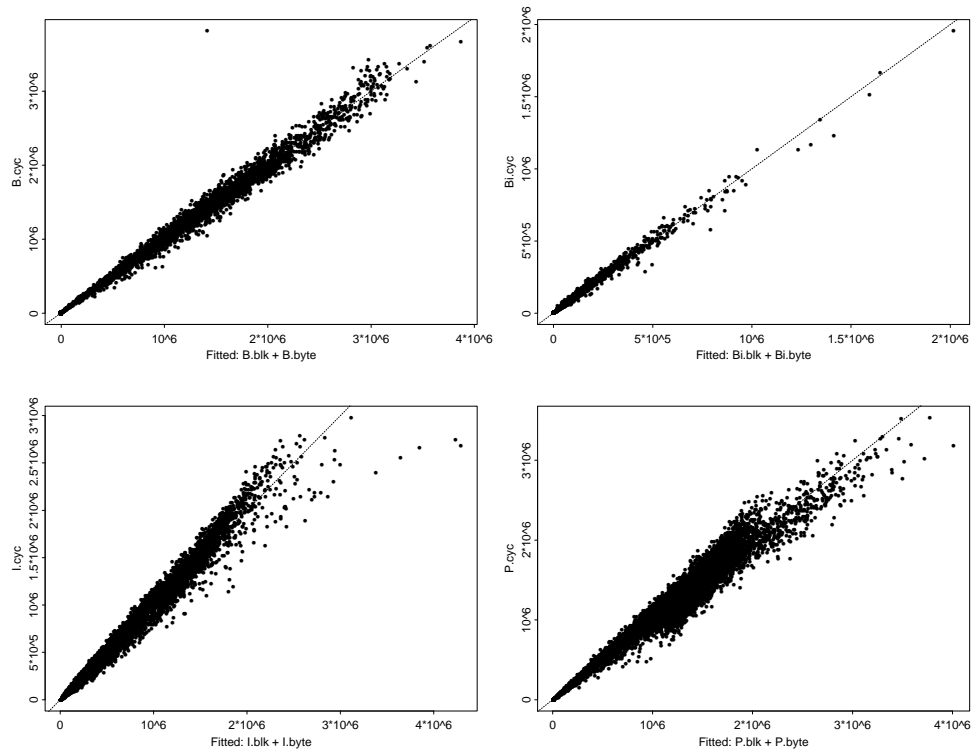 B.cyc
3*10^6
2*10^6
10^6
0
0 10^6 2*10^6 3*10^6 4*10^6
Fitted: B.blk + B.byte
Bi.cyc
2*10^6
1.5*10^6
10^6
5*10^5
0
0 5*10^5 10^6 1.5*10^6 2*10^6
Fitted: Bi.blk + Bi.byte
I.cyc
3*10^6
2.5*10^6
2*10^6
1.5*10^6
10^6
5*10^5
0
0 10^6 2*10^6 3*10^6 4*10^6
Fitted: I.blk + I.byte
P.cyc
3*10^6
2*10^6
10^6
0
0 10^6 2*10^6 3*10^6 4*10^6
Fitted: P.blk + P.byte